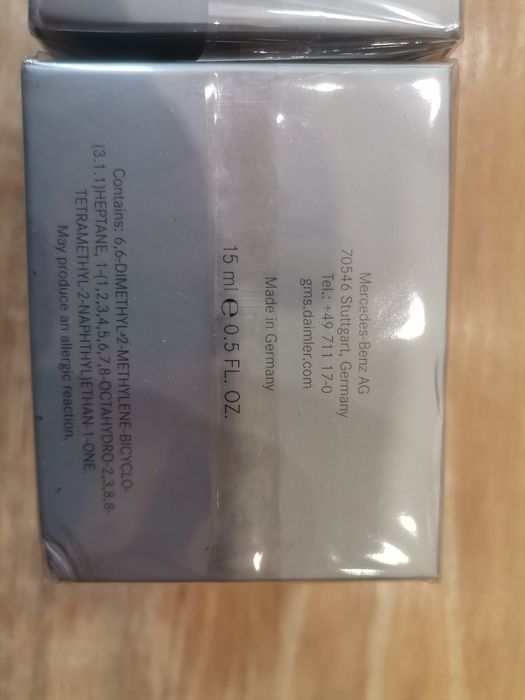 Mercedes-Benz AG
70546 Stuttgart, Germany
Tel.: +49 711 17-0
gms.daimler.com
Made in Germany
15 ml ℮ 0.5 FL. OZ.
Contains: 6,6-DIMETHYL-2-METHYLENE-BICYCLO-
(3.1.1)HEPTANE, 1-(1,2,3,4,5,6,7,8-OCTAHYDRO-2,3,8,8-
TETRAMETHYL-2-NAPHTHYL)ETHAN-1-ONE.
May produce an allergic reaction.